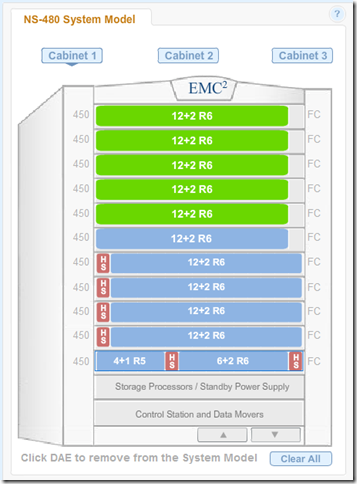 NS-480 System Model
?
Cabinet 1 Cabinet 2 Cabinet 3
EMC²
450 12+2 R6 FC
450 12+2 R6 FC
450 12+2 R6 FC
450 12+2 R6 FC
450 12+2 R6 FC
450 12+2 R6 FC
450 HS 12+2 R6 FC
450 HS 12+2 R6 FC
450 HS 12+2 R6 FC
450 HS 12+2 R6 FC
450 4+1 R5 HS 6+2 R6 HS FC
Storage Processors / Standby Power Supply
Control Station and Data Movers
Click DAE to remove from the System Model Clear All